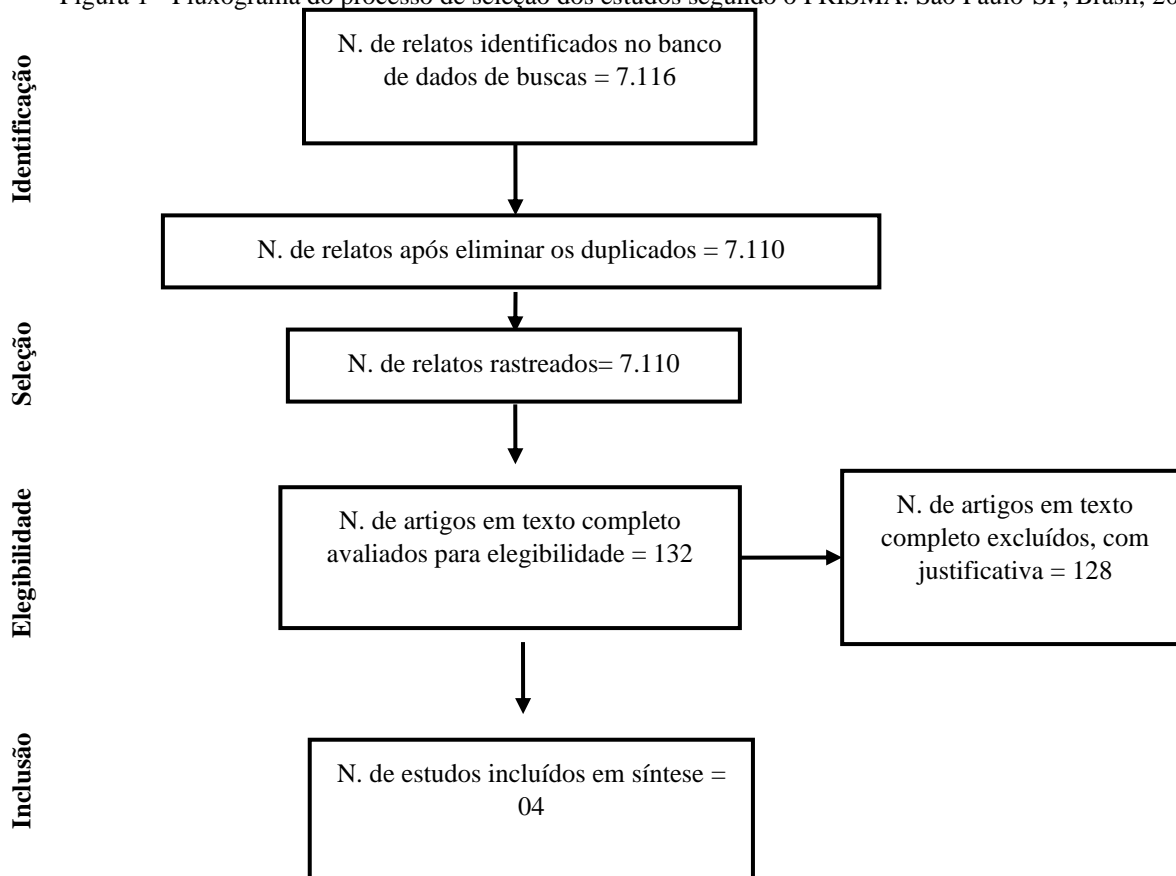 Figura 1 - Fluxograma do processo de seleção dos estudos segundo o PRISMA. São Paulo-SP, Brasil,
Identificação
N. de relatos identificados no banco
de dados de buscas = 7.116
N. de relatos após eliminar os duplicados = 7.110
Seleção
N. de relatos rastreados= 7.110
Elegibilidade
N. de artigos em texto completo
avaliados para elegibilidade = 132
N. de artigos em texto
completo excluídos, com
justificativa = 128
Inclusão
N. de estudos incluídos em síntese =
04